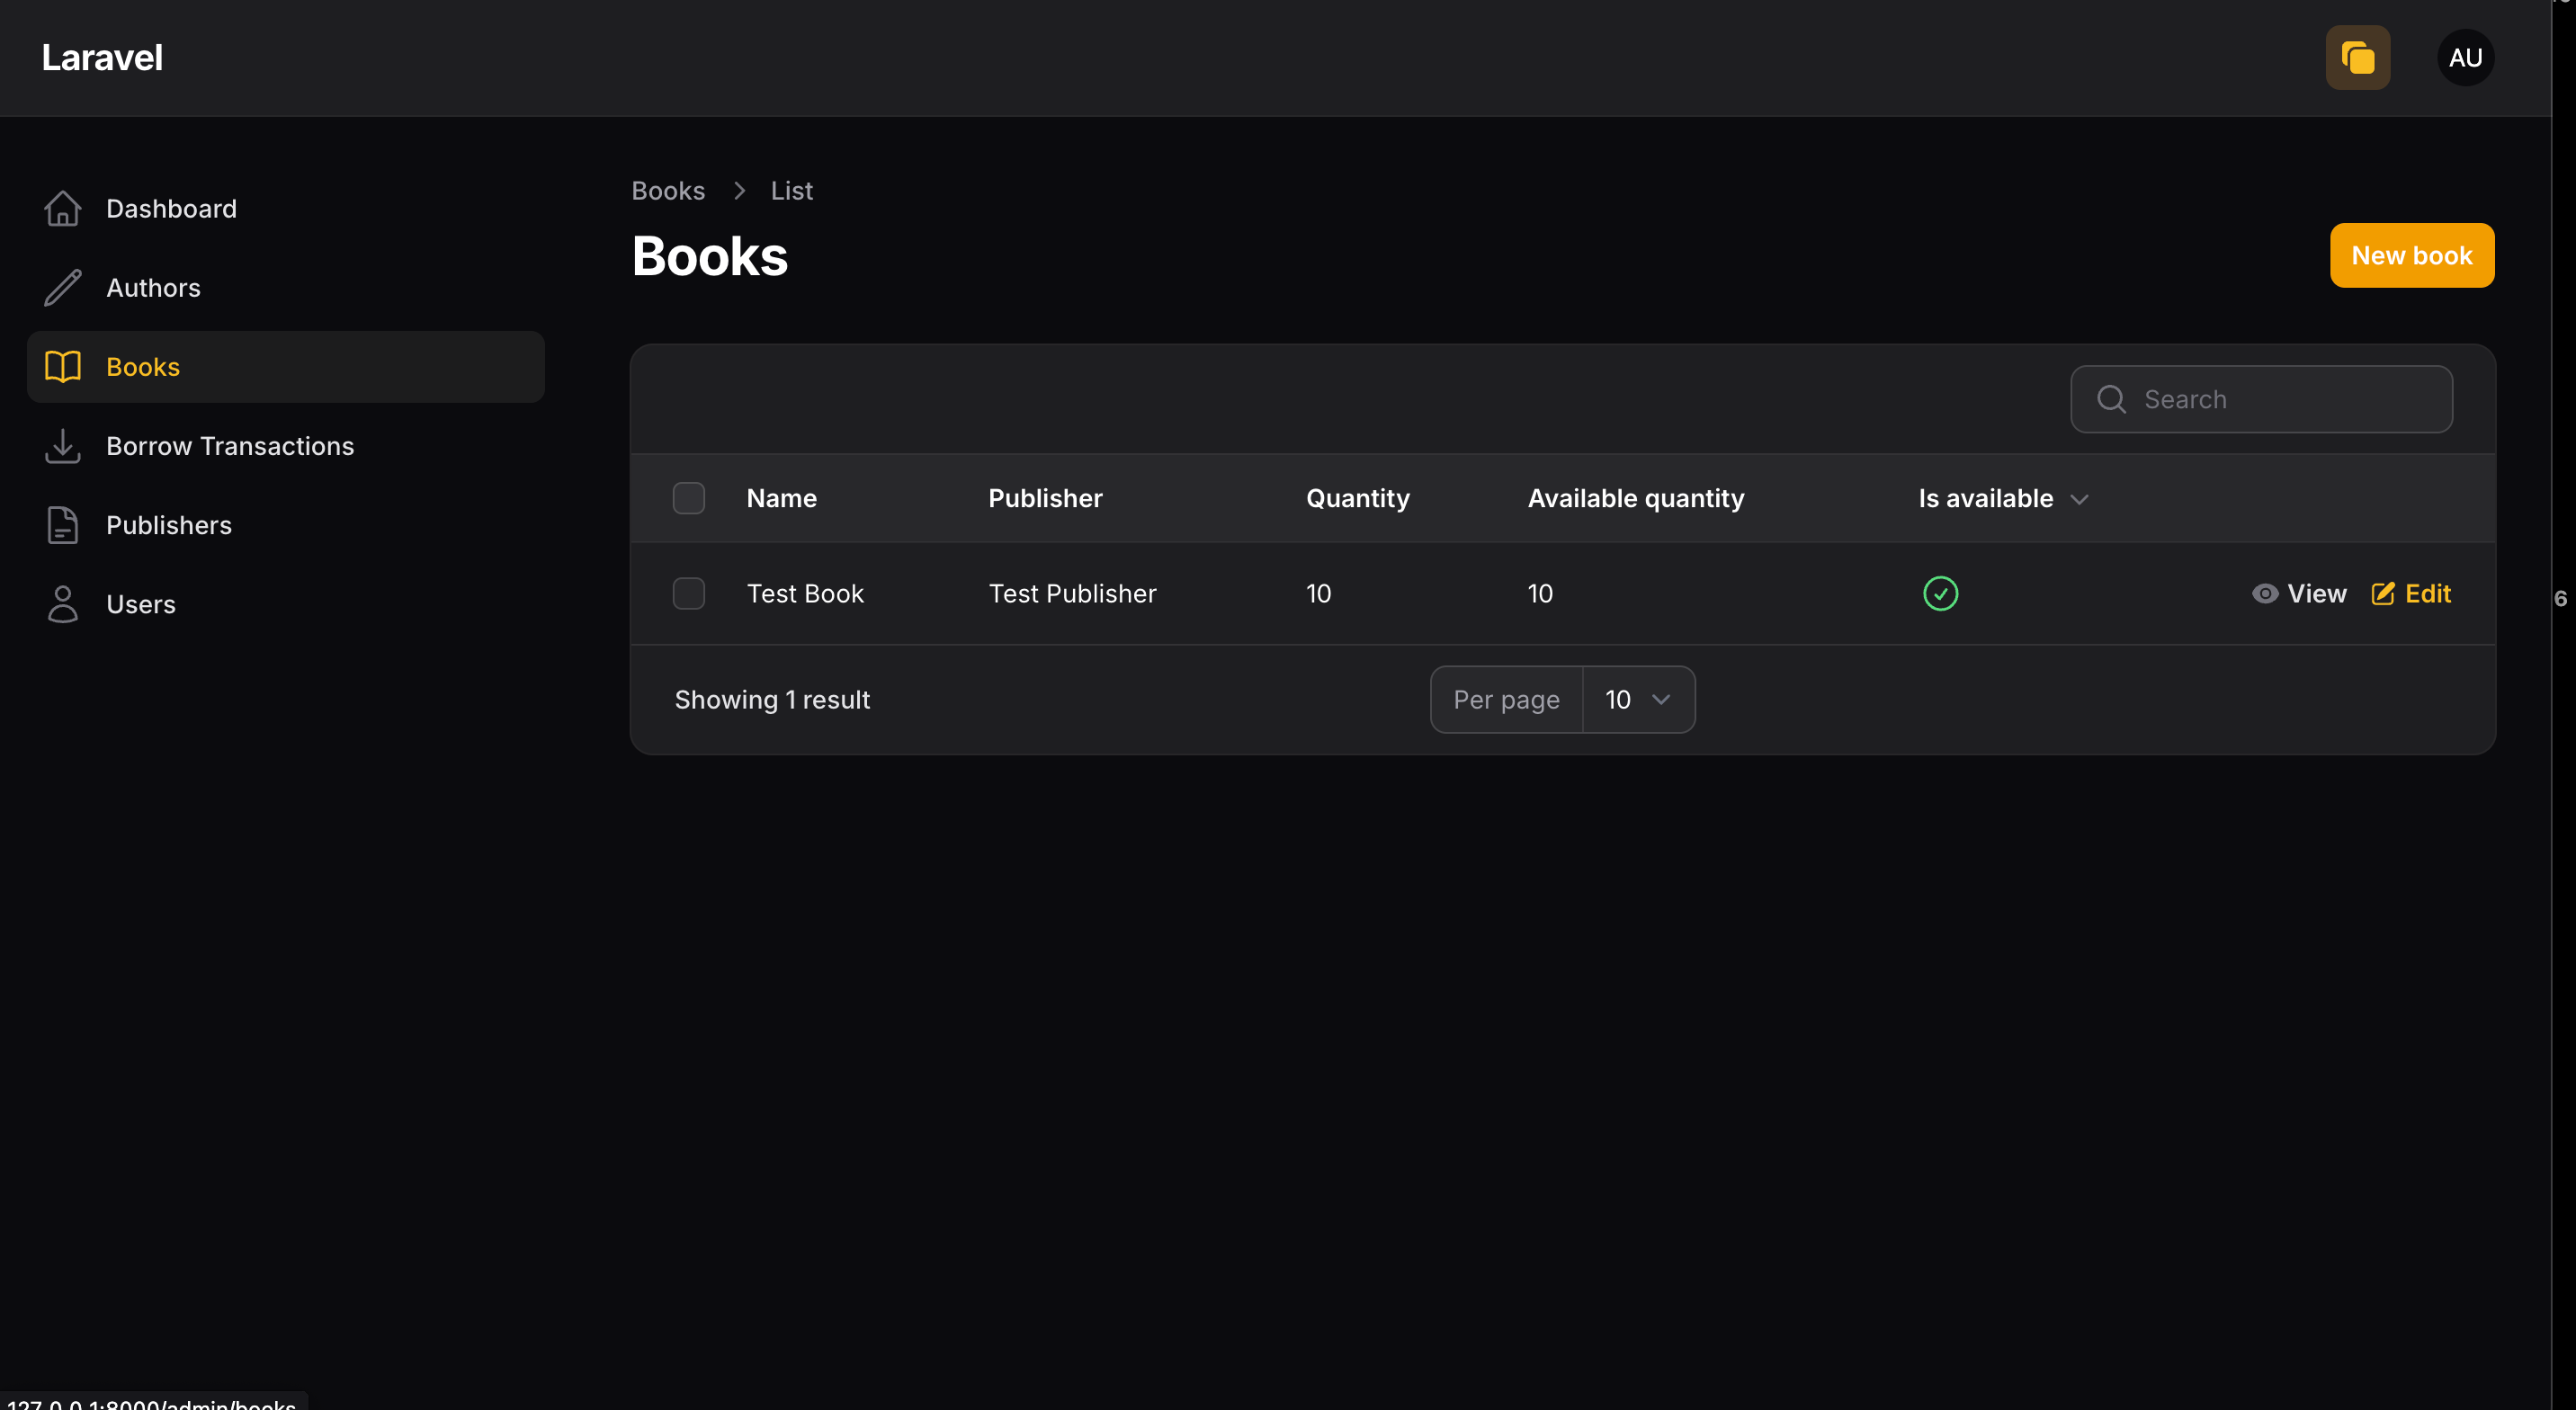 Laravel
AU
Dashboard
Authors
Books
Borrow Transactions
Publishers
Users
Books List
Books
New book
Search
Name Publisher Quantity Available quantity Is available
Test Book Test Publisher 10 10 View Edit
Showing 1 result
Per page 10
6
127.0.0.1:8000/admin/books